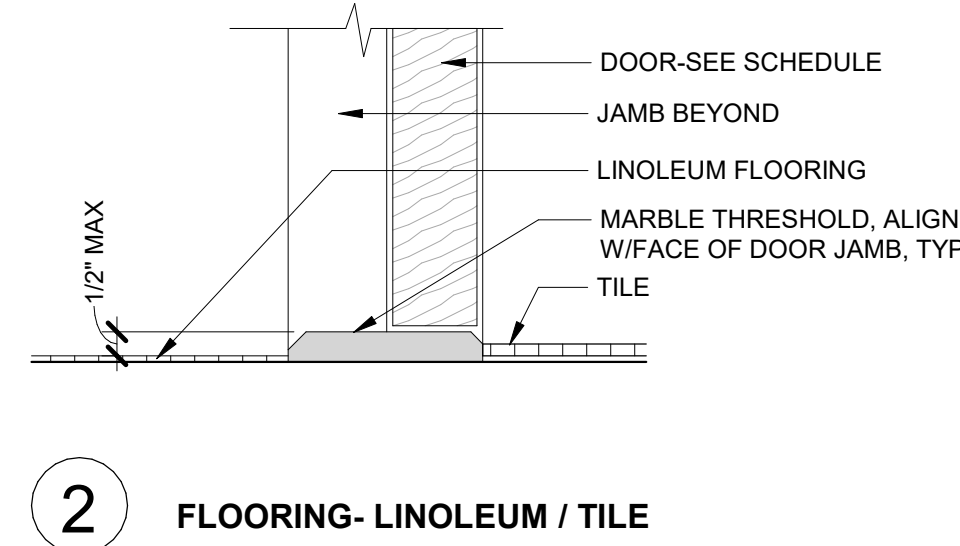 DOOR-SEE SCHEDULE
JAMB BEYOND
LINOLEUM FLOORING
MARBLE THRESHOLD, ALIGN
W/FACE OF DOOR JAMB, TYP
TILE
1/2" MAX
2
FLOORING- LINOLEUM / TILE